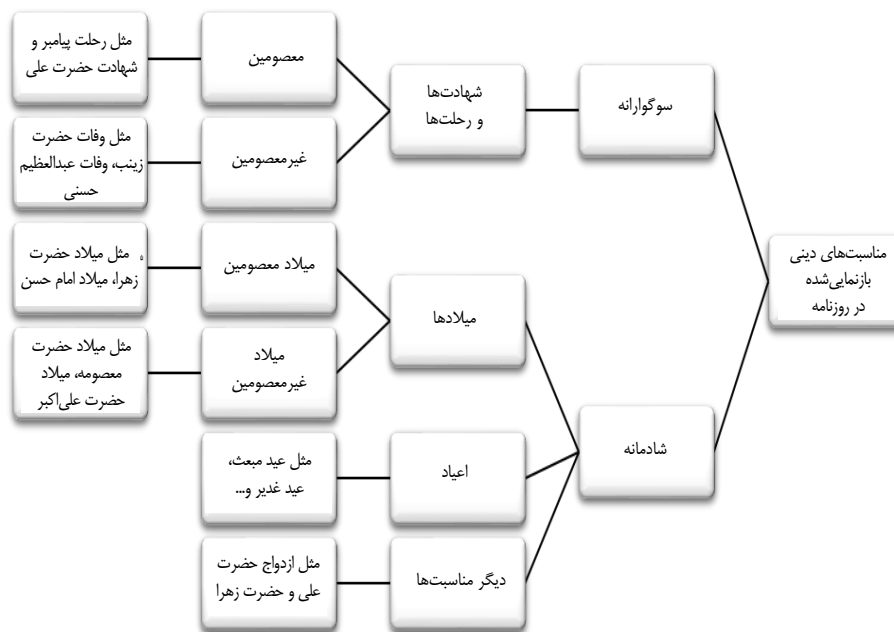 مناسبت‌های دینی
بازنمایی‌شده
در روزنامه
سوگوارانه
شهادت‌ها
و رحلت‌ها
معصومین
مثل رحلت پیامبر و
شهادت حضرت علی
غیرمعصومین
مثل وفات حضرت
زینب، وفات عبدالعظیم
حسنی
شادمانه
میلادها
میلاد معصومین
مثل میلاد حضرت
زهرا، میلاد امام حسن
میلاد
غیرمعصومین
مثل میلاد حضرت
معصومه، میلاد
حضرت علی‌اکبر
اعیاد
مثل عید مبعث،
عید غدیر و...
دیگر مناسبت‌ها
مثل ازدواج حضرت
علی و حضرت زهرا